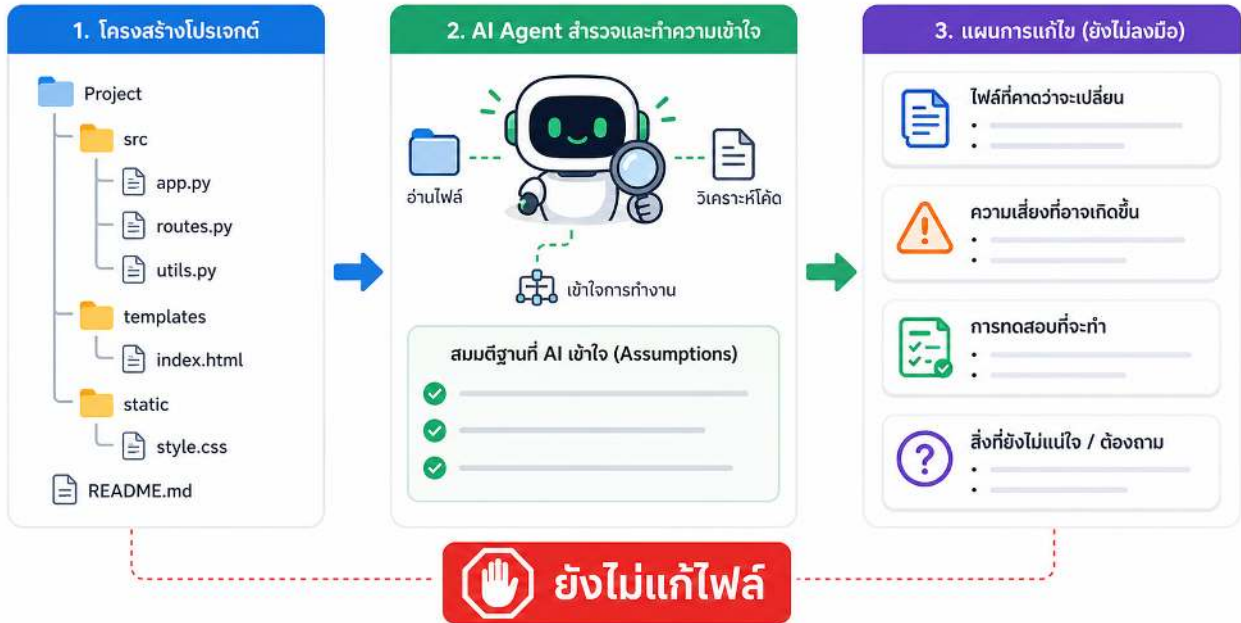 1. โครงสร้างโปรเจกต์
Project
src
app.py
routes.py
utils.py
templates
index.html
static
style.css
README.md
2. AI Agent สำรวจและทำความเข้าใจ
อ่านไฟล์
วิเคราะห์โค้ด
เข้าใจการทำงาน
สมมตีฐานที่ AI เข้าใจ (Assumptions)
3. แผนการแก้ไข (ยังไม่ลงมือ)
ไฟล์ที่คาดว่าจะเปลี่ยน
ความเสี่ยงที่อาจเกิดขึ้น
การทดสอบที่จะทำ
สิ่งที่ยังไม่แน่ใจ / ต้องถาม
ยังไม่แก้ไฟล์